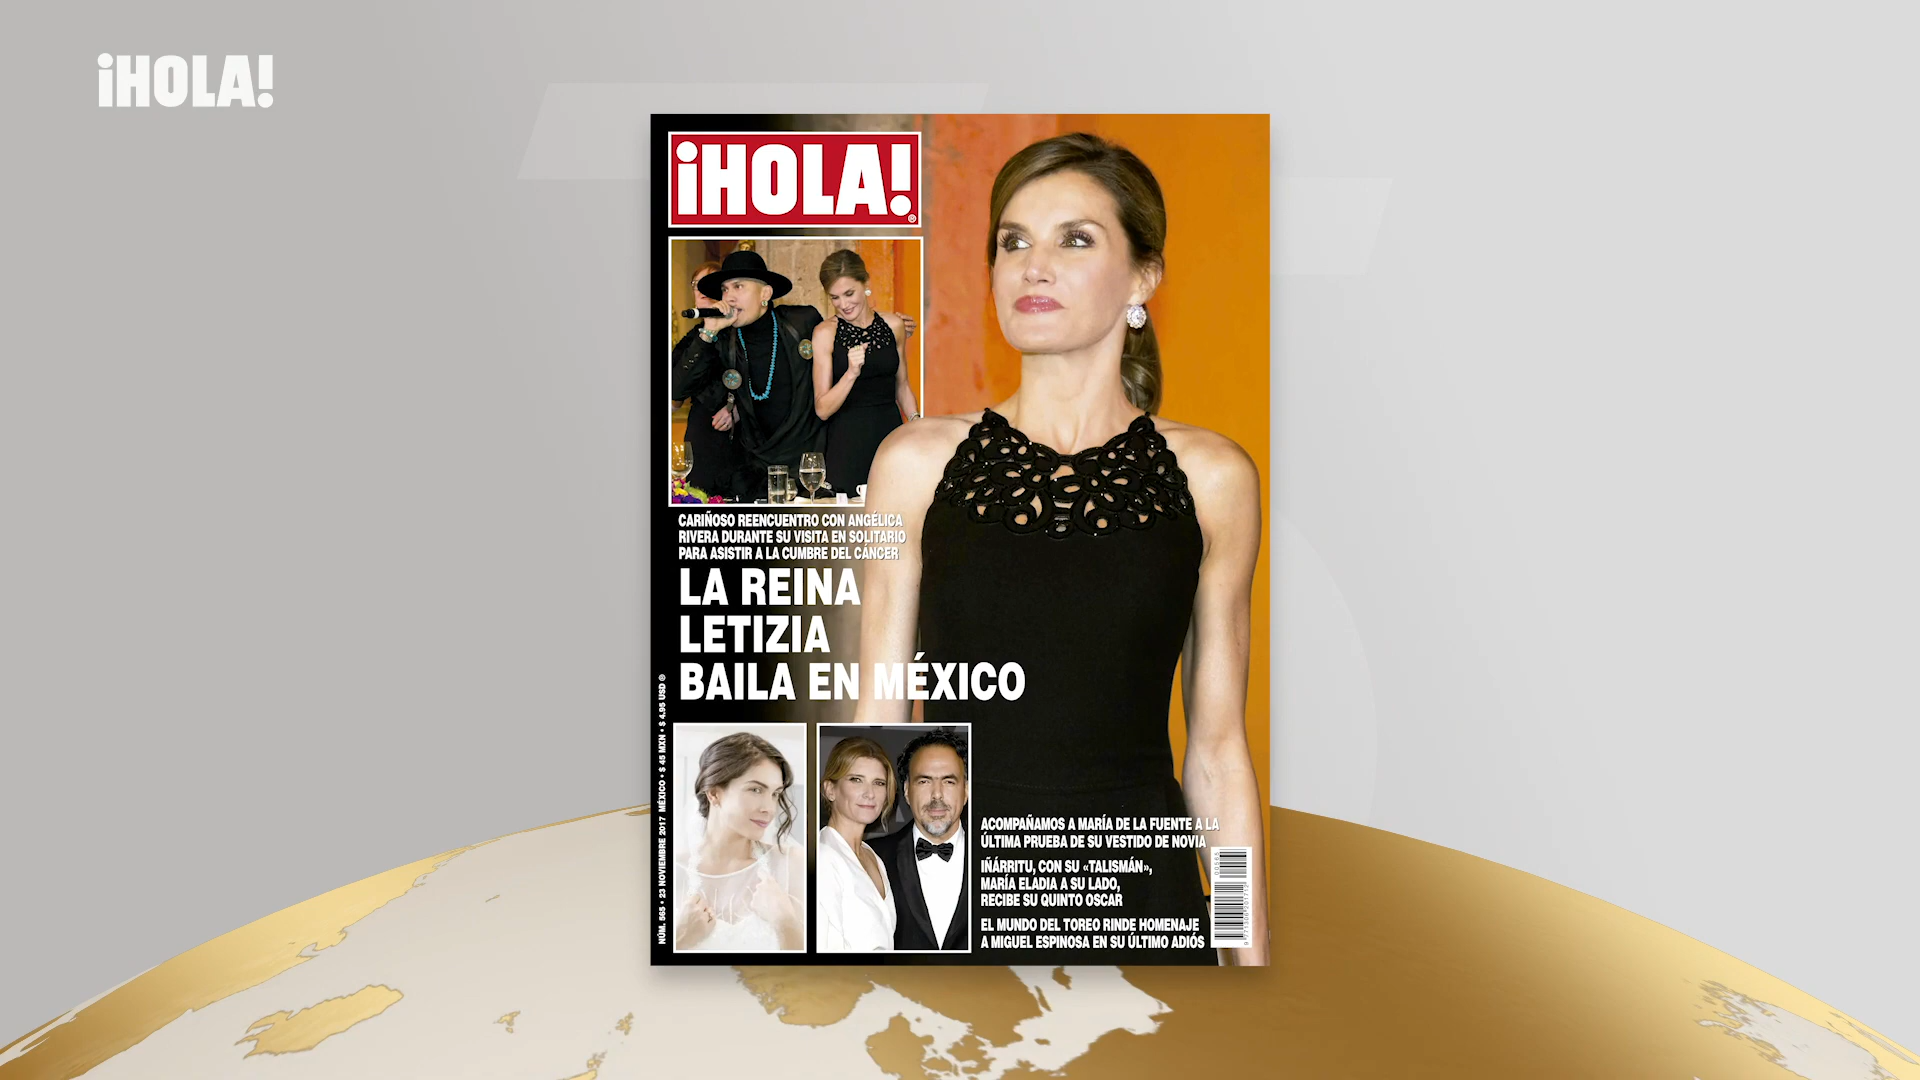 ¡HOLA!
¡HOLA!
CARIÑOSO REENCUENTRO CON ANGÉLICA
RIVERA DURANTE SU VISITA EN SOLITARIO
PARA ASISTIR A LA CUMBRE DEL CÁNCER
LA REINA
LETIZIA
BAILA EN MÉXICO
NÚM. 565 • 23 NOVIEMBRE 2017 MÉXICO • $ 45 MXN • $ 4.95 USD
ACOMPAÑAMOS A MARÍA DE LA FUENTE A LA
ÚLTIMA PRUEBA DE SU VESTIDO DE NOVIA
IÑÁRRITU, CON SU «TALISMÁN»,
MARÍA ELADIA A SU LADO,
RECIBE SU QUINTO OSCAR
EL MUNDO DEL TOREO RINDE HOMENAJE
A MIGUEL ESPINOSA EN SU ÚLTIMO ADIÓS